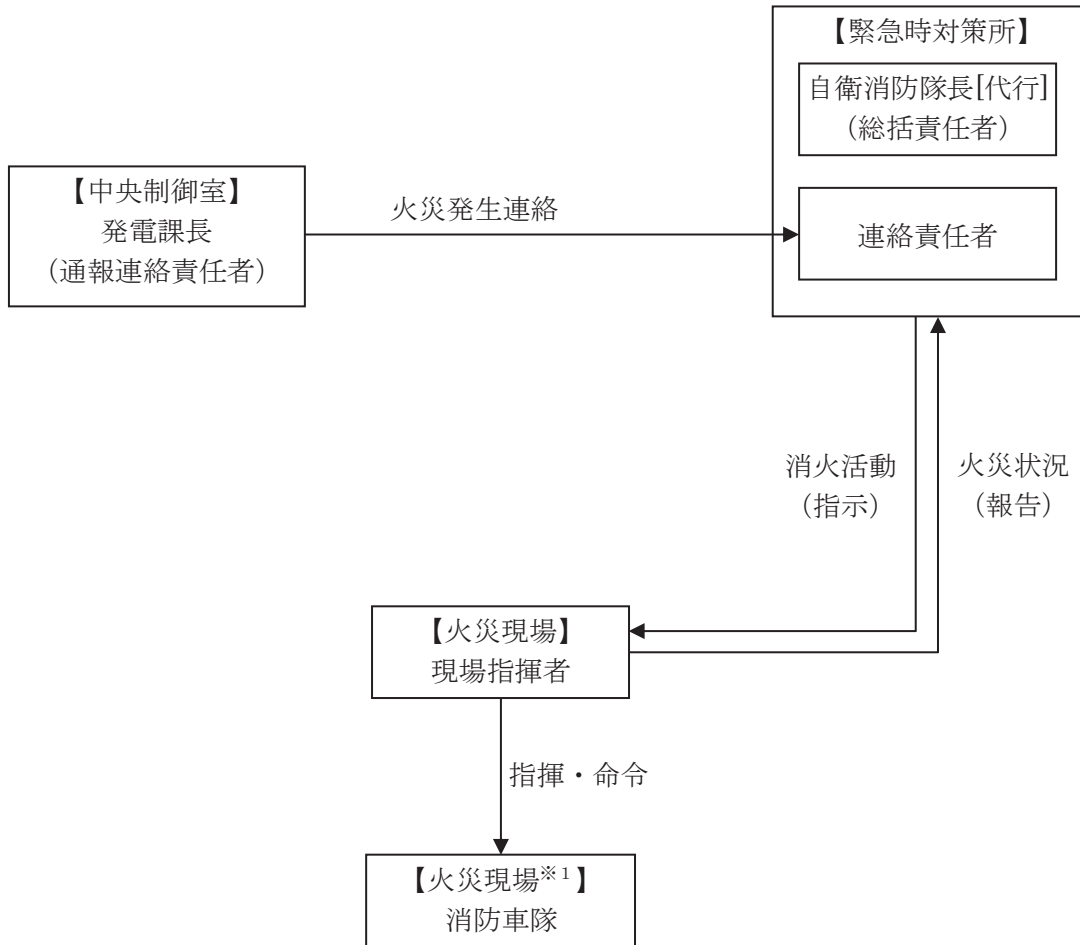 【緊急時対策所】
自衛消防隊長[代行]
（総括責任者）
【中央制御室】
発電課長
（通報連絡責任者）
火災発生連絡
連絡責任者
消火活動
（指示）
火災状況
（報告）
【火災現場】
現場指揮者
指揮・命令
【火災現場※1】
消防車隊